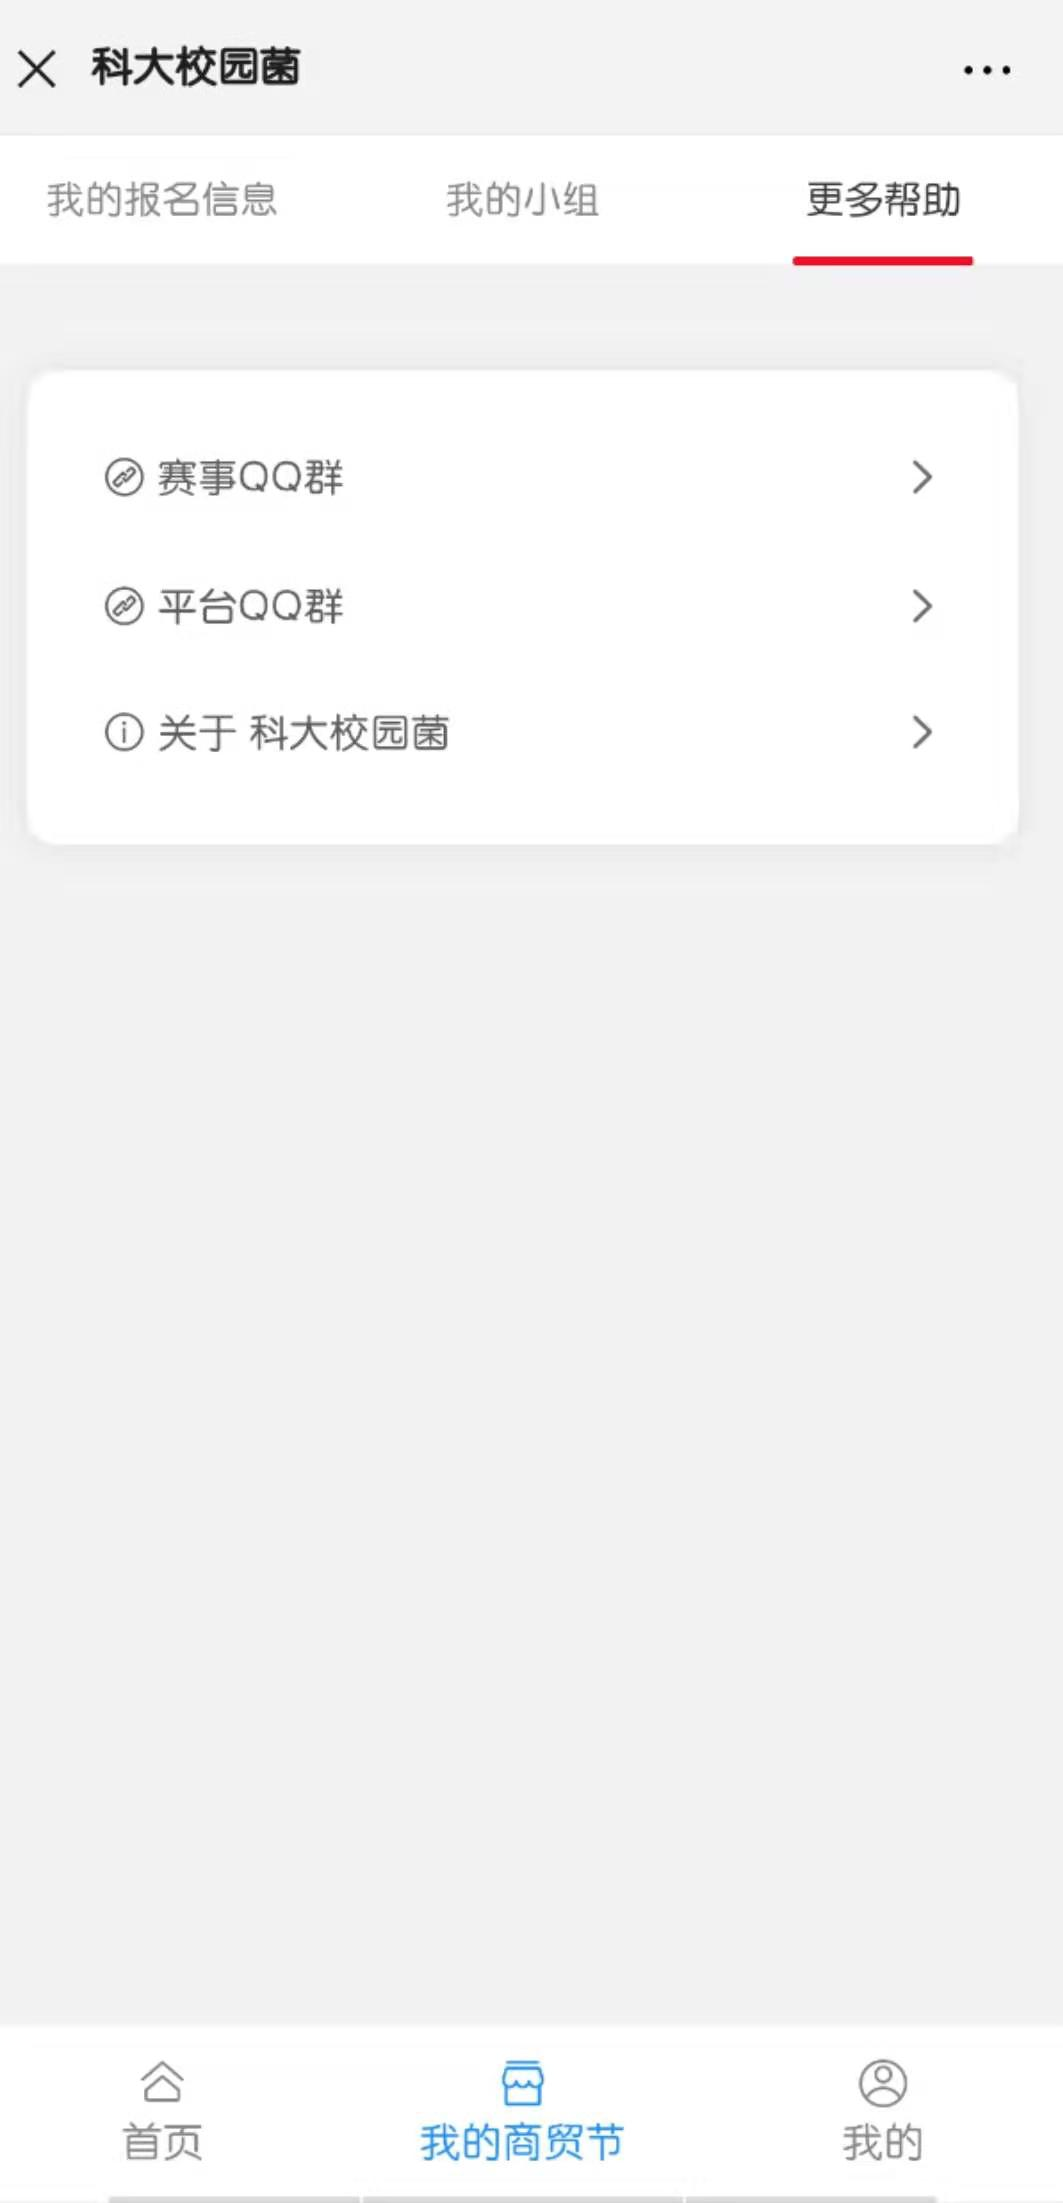 科大校园菌
我的报名信息 我的小组 更多帮助
赛事QQ群
平台QQ群
关于 科大校园菌
首页 我的商贸节 我的